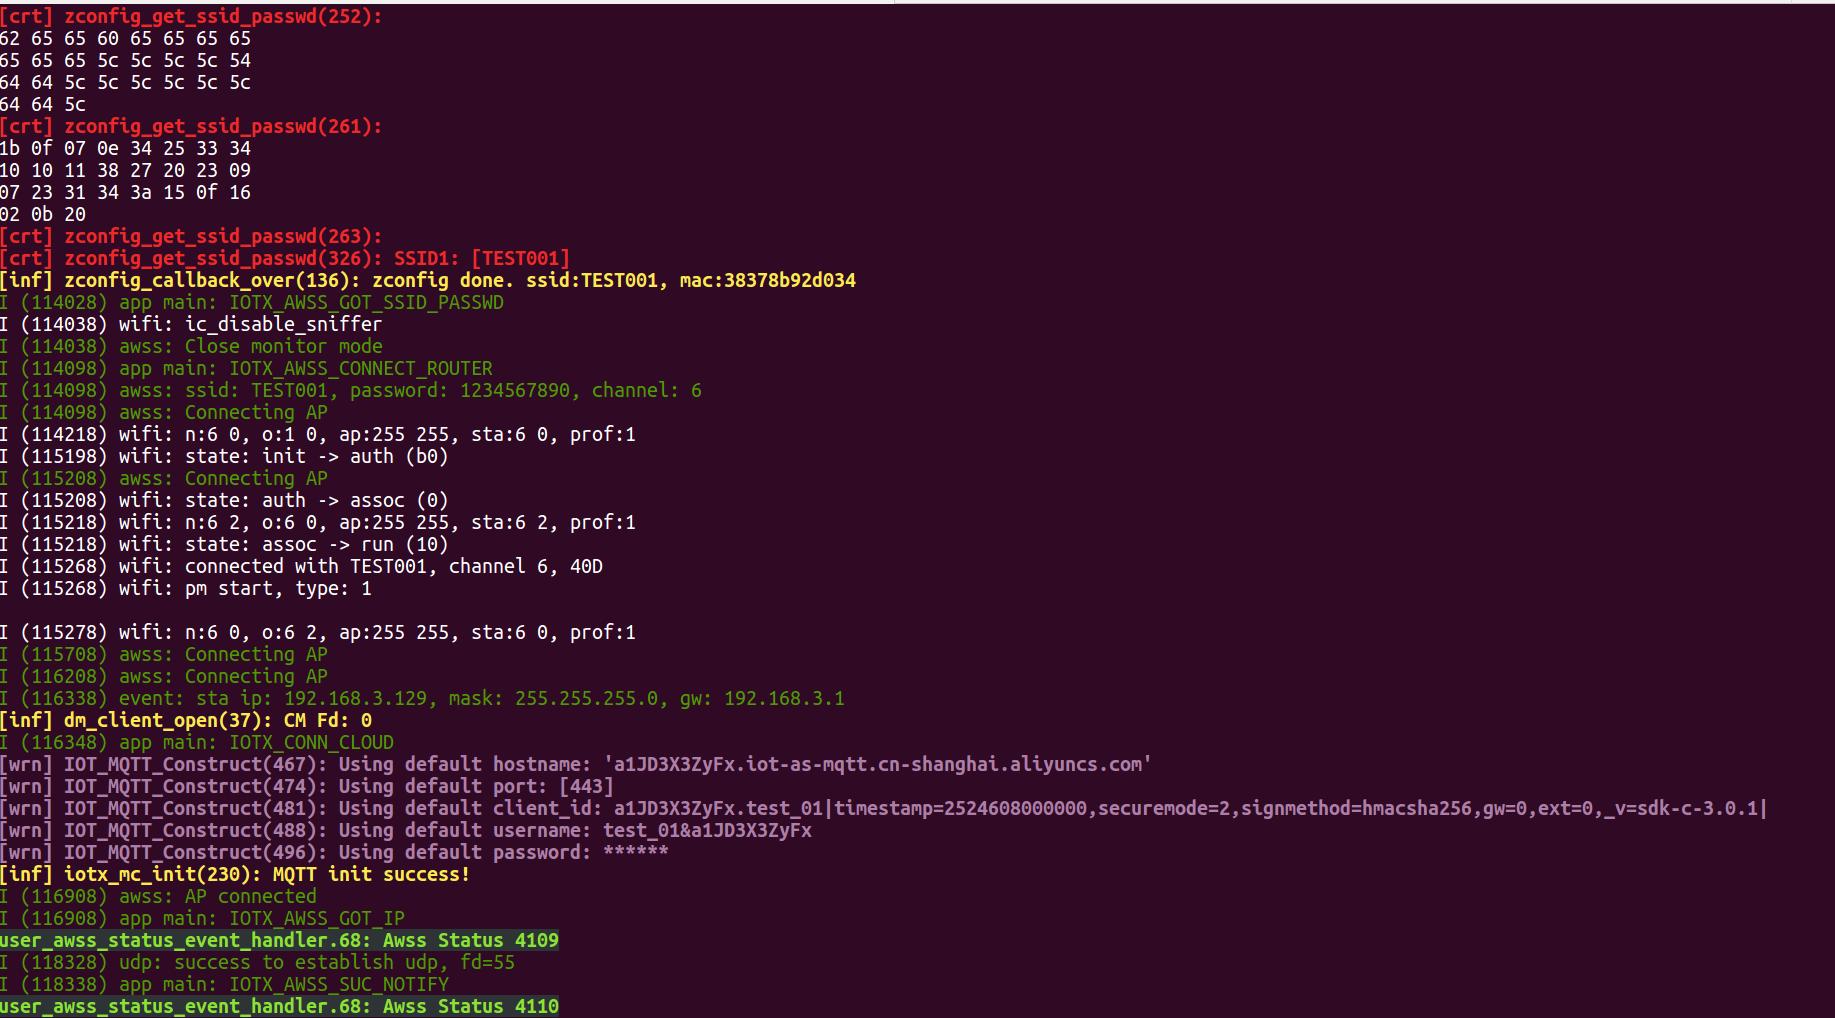 [crt] zconfig_get_ssid_passwd(252):
62 65 65 60 65 65 65 65
65 65 65 5c 5c 5c 5c 54
64 64 5c 5c 5c 5c 5c 5c
64 64 5c
[crt] zconfig_get_ssid_passwd(261):
1b 0f 07 0e 34 25 33 34
10 10 11 38 27 20 23 09
07 23 31 34 3a 15 0f 16
02 0b 20
[crt] zconfig_get_ssid_passwd(263):
[crt] zconfig_get_ssid_passwd(326): SSID1: [TEST001]
[inf] zconfig_callback_over(136): zconfig done. ssid:TEST001, mac:38378b92d034
I (114028) app main: IOTX_AWSS_GOT_SSID_PASSWD
I (114038) wifi: ic_disable_sniffer
I (114038) awss: Close monitor mode
I (114098) app main: IOTX_AWSS_CONNECT_ROUTER
I (114098) awss: ssid: TEST001, password: 1234567890, channel: 6
I (114098) awss: Connecting AP
I (114218) wifi: n:6 0, o:1 0, ap:255 255, sta:6 0, prof:1
I (115198) wifi: state: init -> auth (b0)
I (115208) awss: Connecting AP
I (115208) wifi: state: auth -> assoc (0)
I (115218) wifi: n:6 2, o:6 0, ap:255 255, sta:6 2, prof:1
I (115218) wifi: state: assoc -> run (10)
I (115268) wifi: connected with TEST001, channel 6, 40D
I (115268) wifi: pm start, type: 1
I (115278) wifi: n:6 0, o:6 2, ap:255 255, sta:6 0, prof:1
I (115708) awss: Connecting AP
I (116208) awss: Connecting AP
I (116338) event: sta ip: 192.168.3.129, mask: 255.255.255.0, gw: 192.168.3.1
[inf] dm_client_open(37): CM Fd: 0
I (116348) app main: IOTX_CONN_CLOUD
[wrn] IOT_MQTT_Construct(467): Using default hostname: 'a1JD3X3ZyFx.iot-as-mqtt.cn-shanghai.aliyuncs.com'
[wrn] IOT_MQTT_Construct(474): Using default port: [443]
[wrn] IOT_MQTT_Construct(481): Using default client_id: a1JD3X3ZyFx.test_01|timestamp=2524608000000,securemode=2,signmethod=hmacsha256,gw=0,ext=0,_v=sdk-c-3.0.1|
[wrn] IOT_MQTT_Construct(488): Using default username: test_01&a1JD3X3ZyFx
[wrn] IOT_MQTT_Construct(496): Using default password: ******
[inf] iotx_mc_init(230): MQTT init success!
I (116908) awss: AP connected
I (116908) app main: IOTX_AWSS_GOT_IP
user_awss_status_event_handler.68: Awss Status 4109
I (118328) udp: success to establish udp, fd=55
I (118338) app main: IOTX_AWSS_SUC_NOTIFY
user_awss_status_event_handler.68: Awss Status 4110